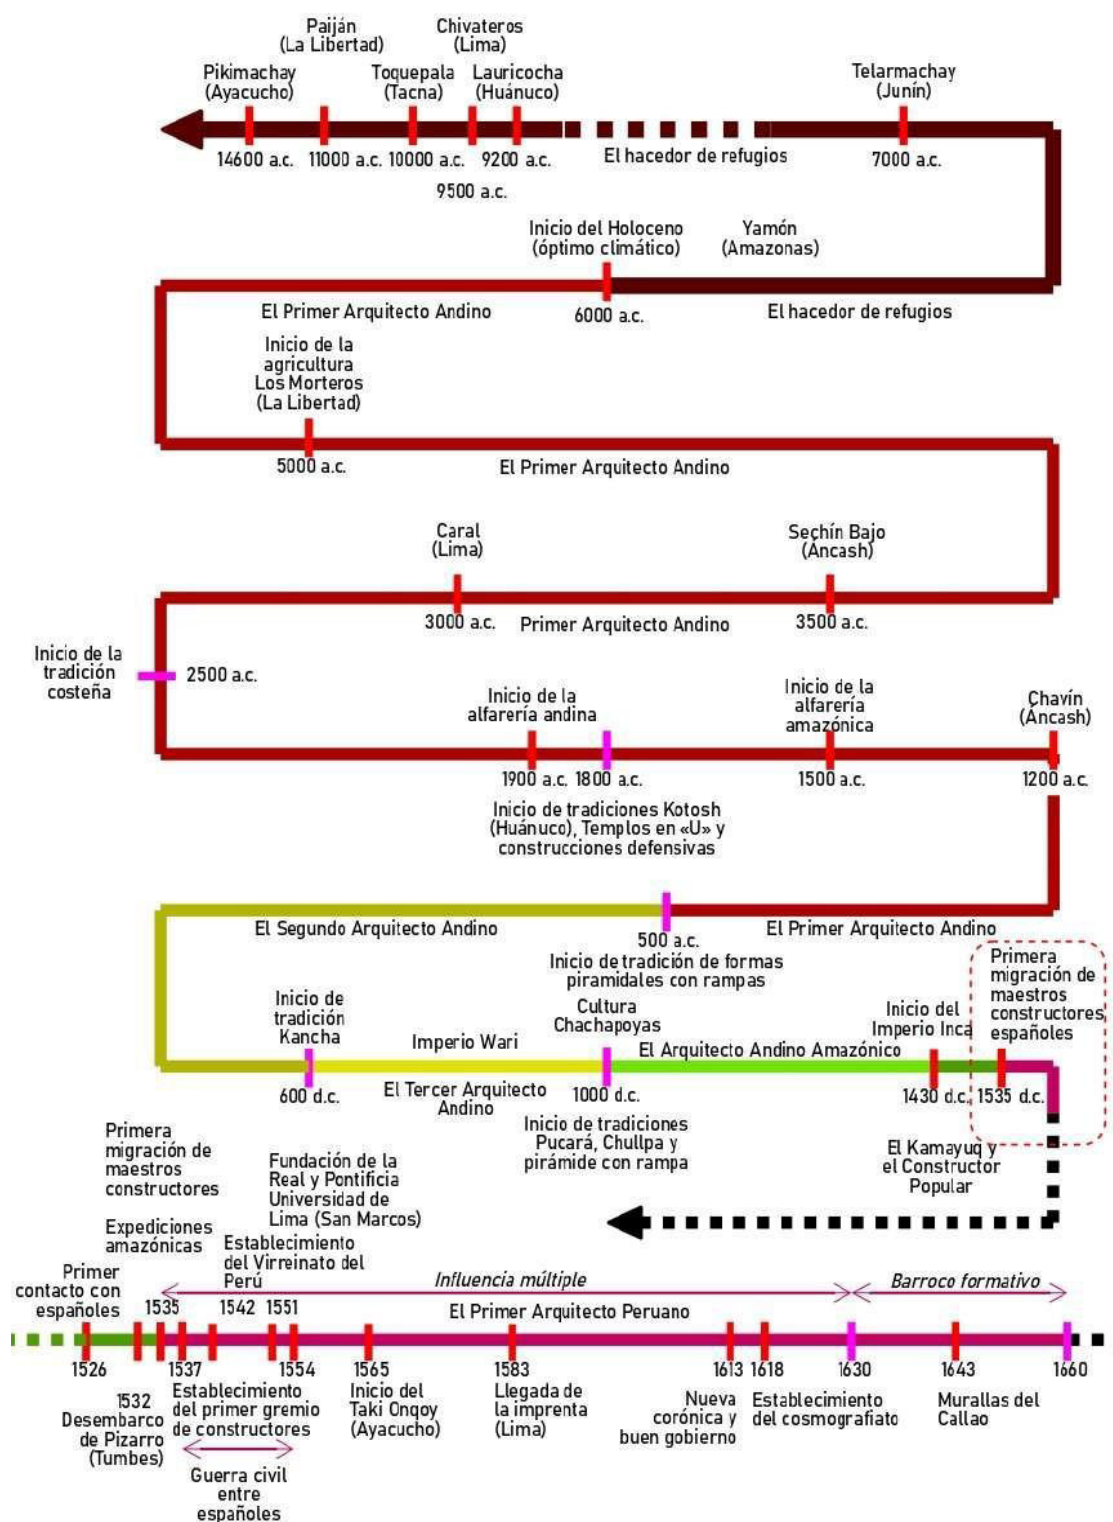 Paiján
(La Libertad)
Chivateros
(Lima)
Pikimachay
(Ayacucho)
Toquepala
(Tacna)
Lauricocha
(Huánuco)
Telarmachay
(Junín)
14600 a.c.
11000 a.c.
10000 a.c.
9200 a.c.
El hacedor de refugios
7000 a.c.
9500 a.c.
Inicio del Holoceno
(óptimo climático)
Yamón
(Amazonas)
El Primer Arquitecto Andino
6000 a.c.
El hacedor de refugios
Inicio de la
agricultura
Los Morteros
(La Libertad)
5000 a.c.
El Primer Arquitecto Andino
Caral
(Lima)
Sechín Bajo
(Áncash)
3000 a.c.
Primer Arquitecto Andino
3500 a.c.
Inicio de la
tradición
costeña
2500 a.c.
Inicio de la
alfarería andina
Inicio de la
alfarería
amazónica
Chavín
(Áncash)
1900 a.c.
1800 a.c.
1500 a.c.
1200 a.c.
Inicio de tradiciones Kotosh
(Huánuco), Templos en «U» y
construcciones defensivas
El Segundo Arquitecto Andino
500 a.c.
El Primer Arquitecto Andino
Inicio de tradición de formas
piramidales con rampas
Primera
migración de
maestros
constructores
españoles
Inicio de
tradición
Kancha
Imperio Wari
Cultura
Chachapoyas
El Arquitecto Andino Amazónico
Inicio del
Imperio Inca
600 d.c.
El Tercer Arquitecto
Andino
1000 d.c.
1430 d.c.
1535 d.c.
Inicio de tradiciones
Pucará, Chullpa y
pirámide con rampa
El Kamayuq y
el Constructor
Popular
Primera
migración de
maestros
constructores
Fundación de la
Real y Pontificia
Universidad de
Lima (San Marcos)
Expediciones
amazónicas
Establecimiento
del Virreinato del
Perú
Primer
contacto con
españoles
Influencia múltiple
Barroco formativo
1535
1542
1551
El Primer Arquitecto Peruano
1526
1537
1554
1565
1583
1613
1618
1630
1643
1660
1532
Desembarco
de Pizarro
(Tumbes)
Establecimiento
del primer gremio
de constructores
Inicio del
Taki Onqoy
(Ayacucho)
Llegada de
la imprenta
(Lima)
Nueva
corónica y
buen gobierno
Establecimiento
del cosmografiato
Murallas del
Callao
Guerra civil
entre
españoles